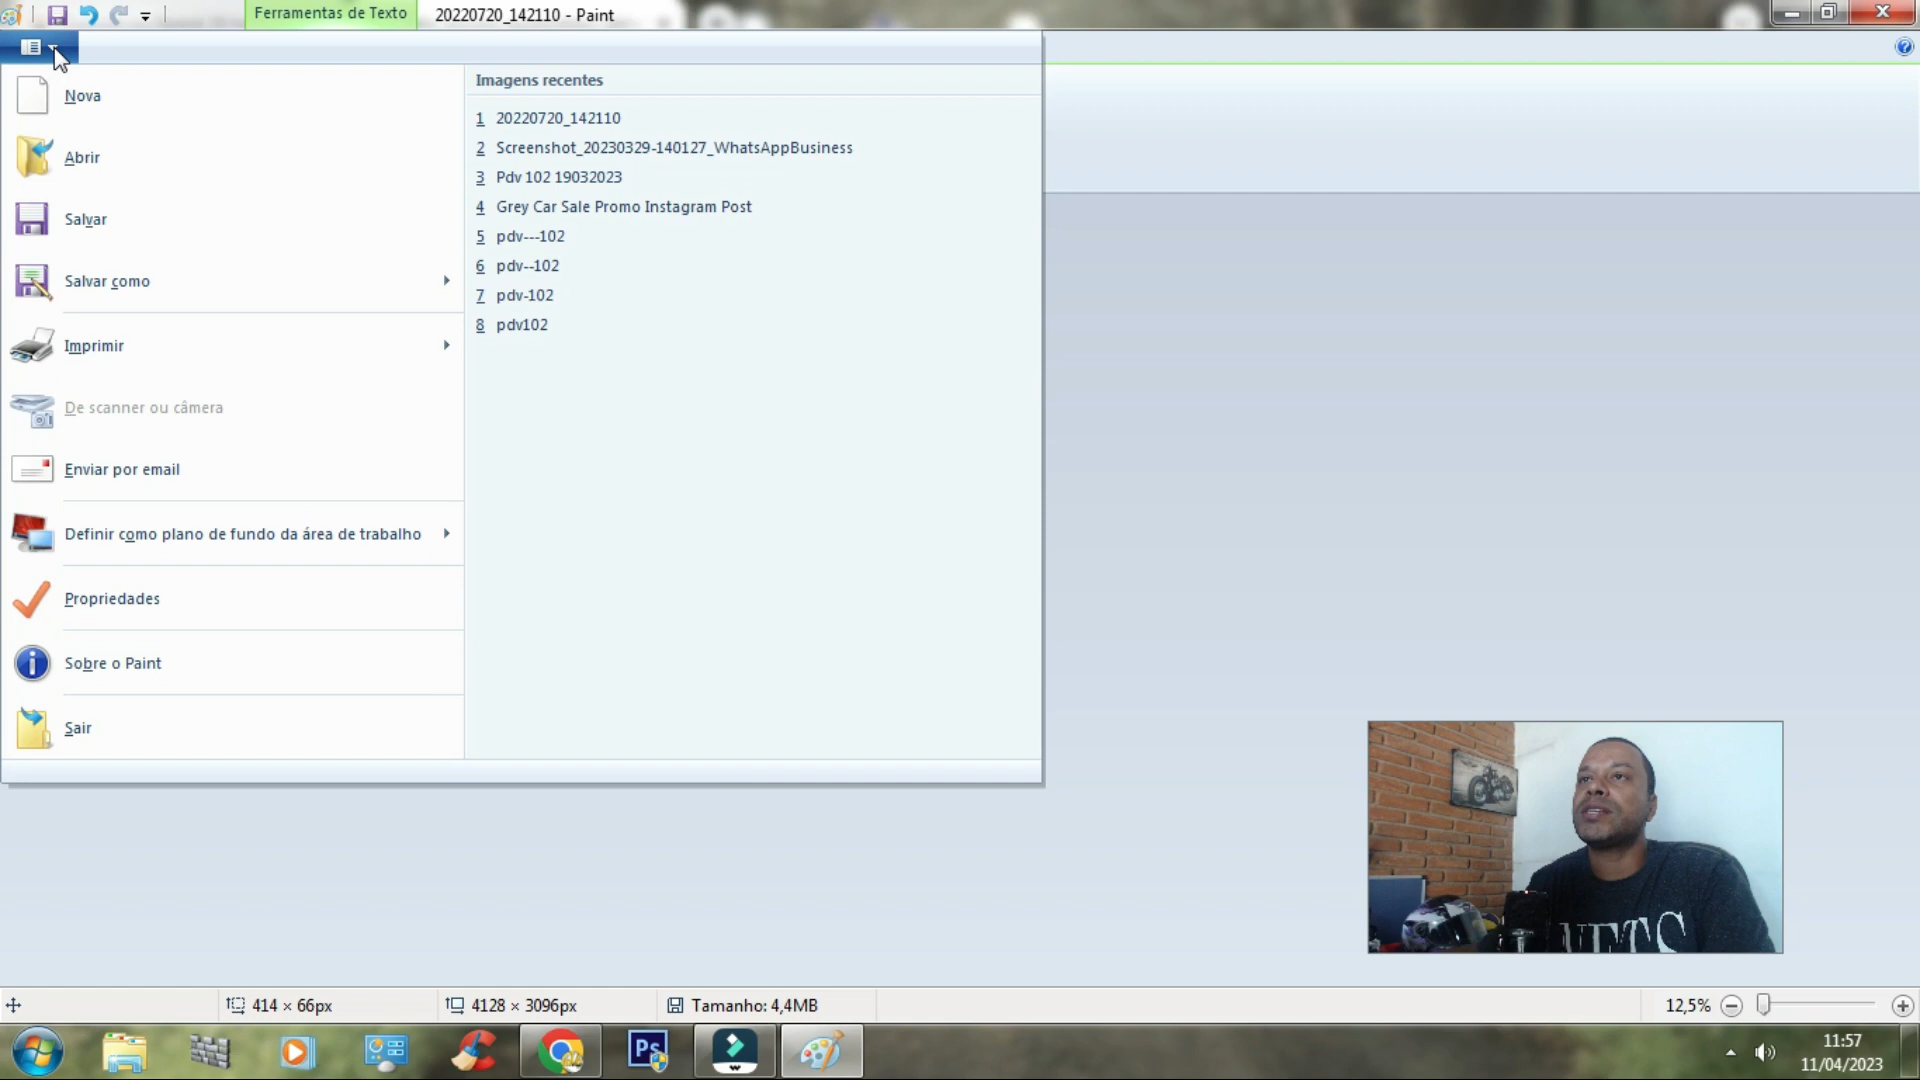 Ferramentas de Texto
20220720_142110 - Paint
Nova
Abrir
Salvar
Salvar como
Imprimir
De scanner ou câmera
Enviar por email
Definir como plano de fundo da área de trabalho
Propriedades
Sobre o Paint
Sair
Imagens recentes
1 20220720_142110
2 Screenshot_20230329-140127_WhatsAppBusiness
3 Pdv 102 19032023
4 Grey Car Sale Promo Instagram Post
5 pdv---102
6 pdv--102
7 pdv-102
8 pdv102
NETS
414 × 66px
4128 × 3096px
Tamanho: 4,4MB
12,5%
Ps
11:57
11/04/2023